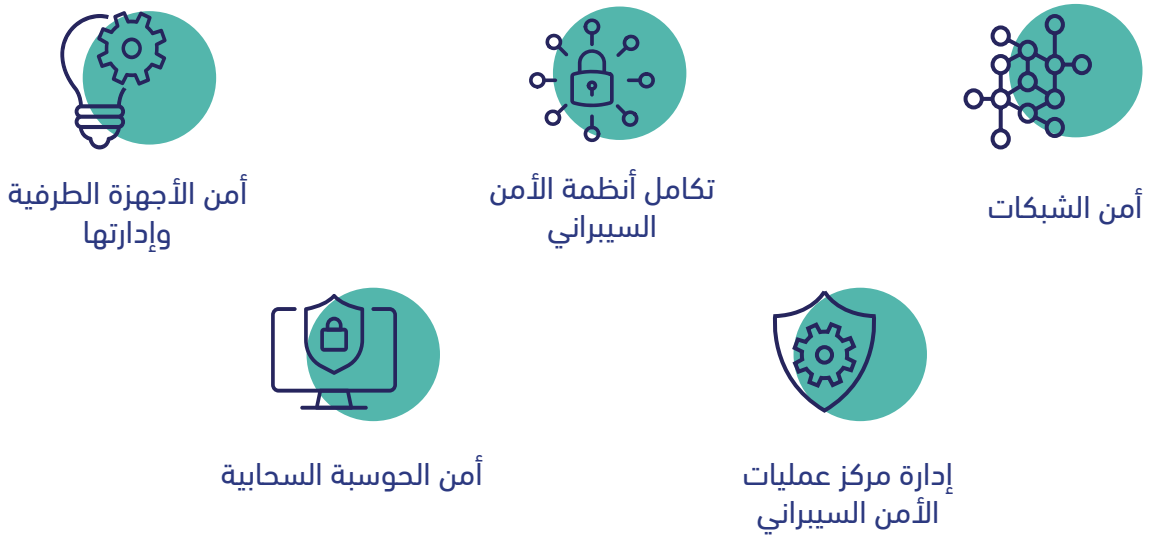 أمن الشبكات
تكامل أنظمة الأمن
السيبراني
أمن الأجهزة الطرفية
وإدارتها
إدارة مركز عمليات
الأمن السيبراني
أمن الحوسبة السحابية